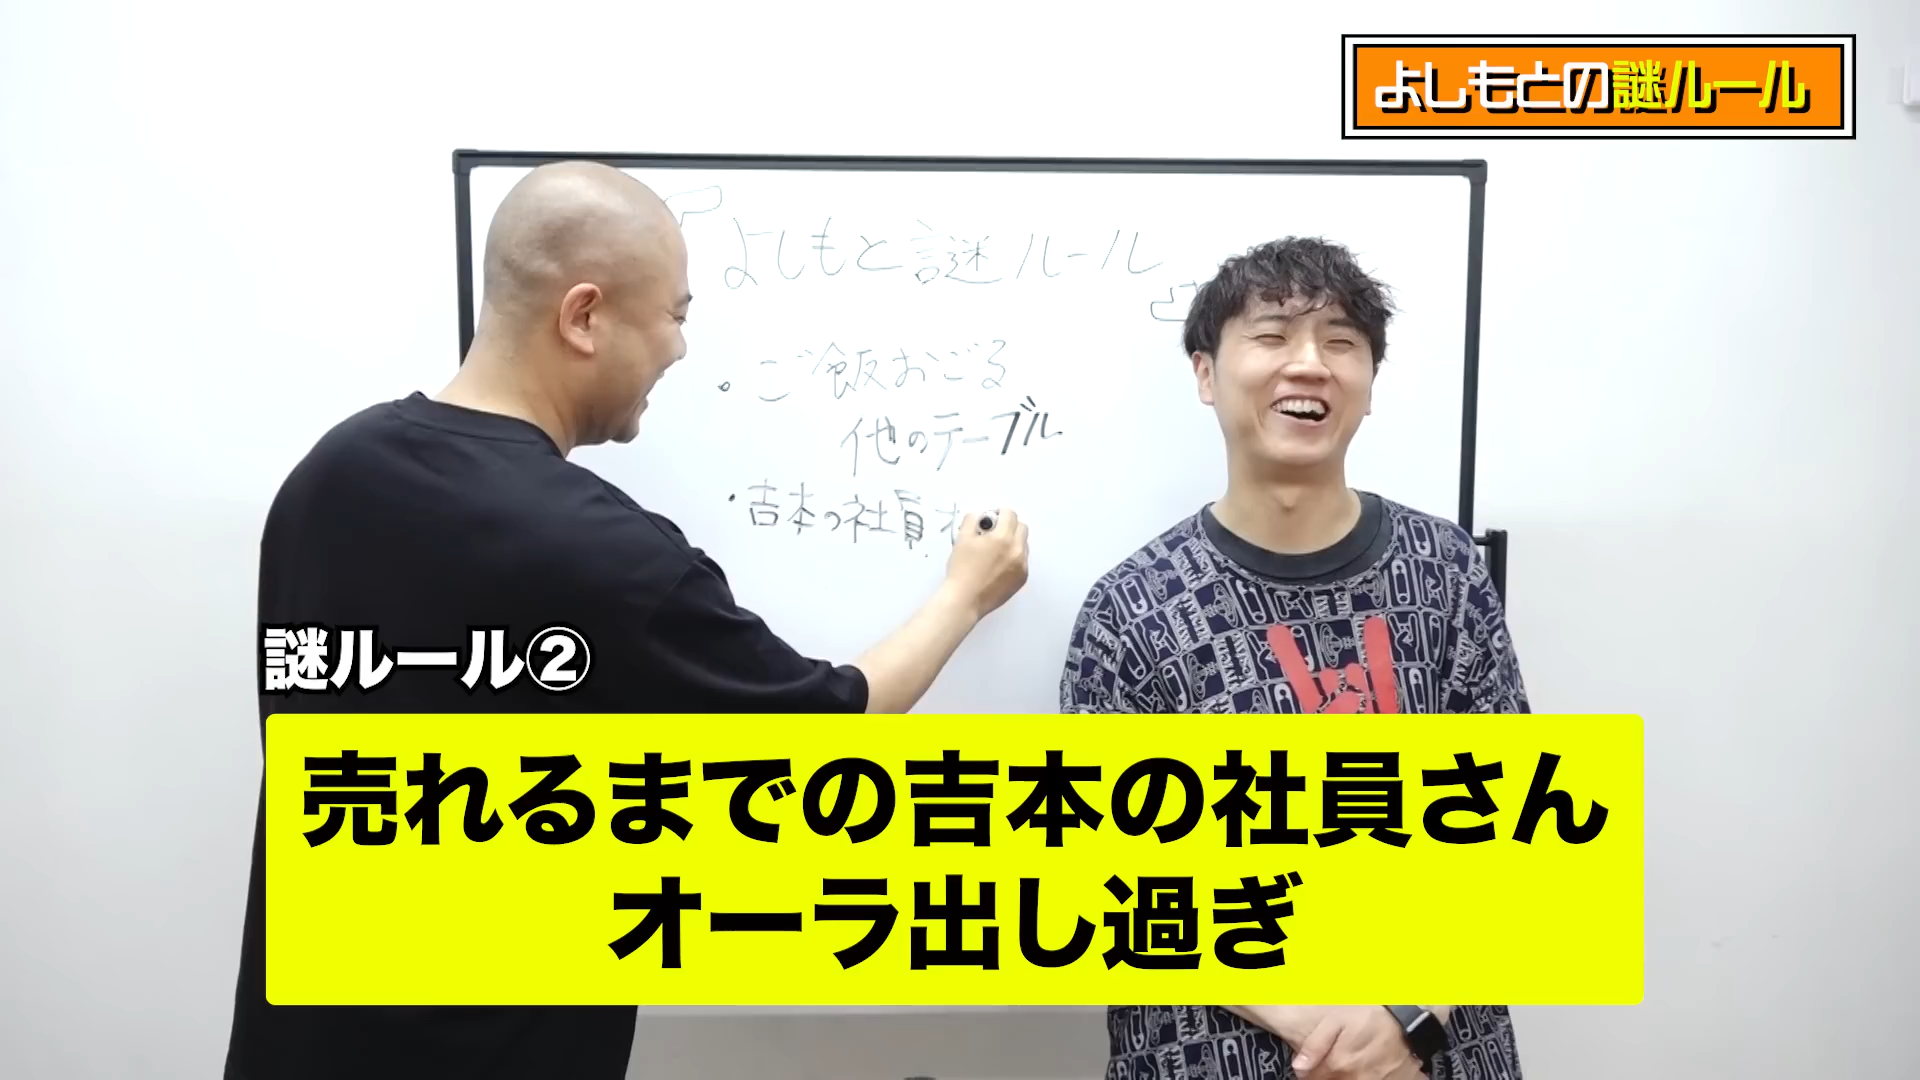 よしもとの謎ルール
よしもと謎ルール
・ご飯おごる
他のテーブル
・吉本の社員オ
謎ルール②
売れるまでの吉本の社員さん
オーラ出し過ぎ